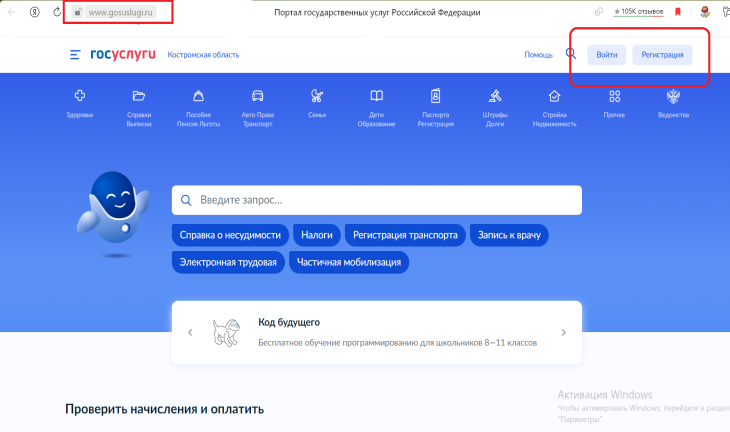 www.gosuslugi.ru
Портал государственных услуг Российской Федерации
★ 105K отзывов
госуслуги
Костромская область
Помощь
Войти
Регистрация
Здоровье
Справки
Выписки
Пособия
Пенсия Льготы
Авто Права
Транспорт
Семья
Дети
Образование
Паспорта
Регистрация
Штрафы
Долги
Стройка
Недвижимость
Прочее
Ведомства
Введите запрос...
Справка о несудимости
Налоги
Регистрация транспорта
Запись к врачу
Электронная трудовая
Частичная мобилизация
Код будущего
Бесплатное обучение программированию для школьников 8—11 классов
Проверить начисления и оплатить
Активация Windows
Чтобы активировать Windows, перейдите в раздел
"Параметры".